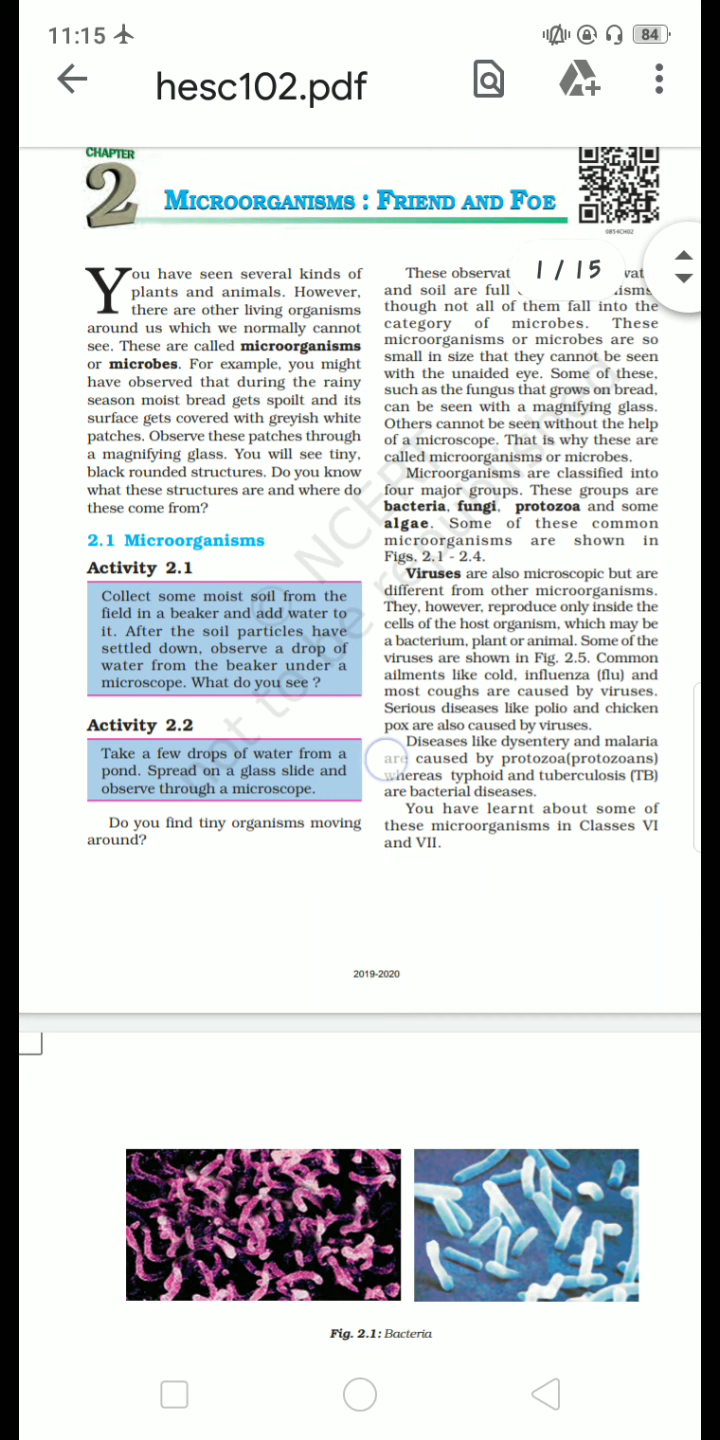 11:15
84
hesc102.pdf
CHAPTER
2
MICROORGANISMS : FRIEND AND FOE
0854CH02
1 / 15
You have seen several kinds of
plants and animals. However,
there are other living organisms
around us which we normally cannot
see. These are called microorganisms
or microbes. For example, you might
have observed that during the rainy
season moist bread gets spoilt and its
surface gets covered with greyish white
patches. Observe these patches through
a magnifying glass. You will see tiny,
black rounded structures. Do you know
what these structures are and where do
these come from?
2.1 Microorganisms
Activity 2.1
Collect some moist soil from the
field in a beaker and add water to
it. After the soil particles have
settled down, observe a drop of
water from the beaker under a
microscope. What do you see ?
Activity 2.2
Take a few drops of water from a
pond. Spread on a glass slide and
observe through a microscope.
Do you find tiny organisms moving
around?
These
and soil are full
though not all of them fall into the
category of microbes. These
microorganisms or microbes are so
small in size that they cannot be seen
with the unaided eye. Some of these,
such as the fungus that grows on bread,
can be seen with a magnifying glass.
Others cannot be seen without the help
of a microscope. That is why these are
called microorganisms or microbes.
Microorganisms are classified into
four major groups. These groups are
bacteria, fungi, protozoa and some
algae. Some of these common
microorganisms are shown in
Figs. 2.1 - 2.4.
Viruses are also microscopic but are
different from other microorganisms.
They, however, reproduce only inside the
cells of the host organism, which may be
a bacterium, plant or animal. Some of the
viruses are shown in Fig. 2.5. Common
ailments like cold, influenza (flu) and
most coughs are caused by viruses.
Serious diseases like polio and chicken
pox are also caused by viruses.
Diseases like dysentery and malaria
are caused by protozoa(protozoans)
whereas typhoid and tuberculosis (TB)
are bacterial diseases.
You have learnt about some of
these microorganisms in Classes VI
and VII.
© NCERT
not to be republished
2019-2020
Fig. 2.1: Bacteria